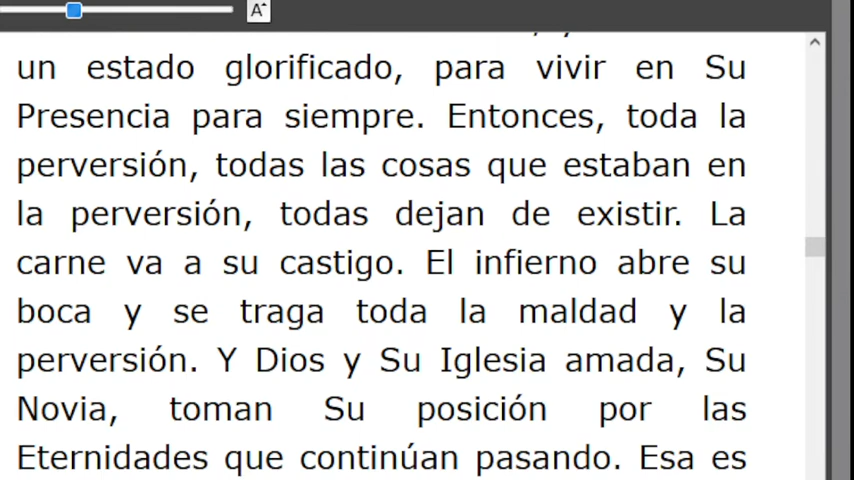 A
un estado glorificado, para vivir en Su
Presencia para siempre. Entonces, toda la
perversión, todas las cosas que estaban en
la perversión, todas dejan de existir. La
carne va a su castigo. El infierno abre su
boca y se traga toda la maldad y la
perversión. Y Dios y Su Iglesia amada, Su
Novia, toman Su posición por las
Eternidades que continúan pasando. Esa es